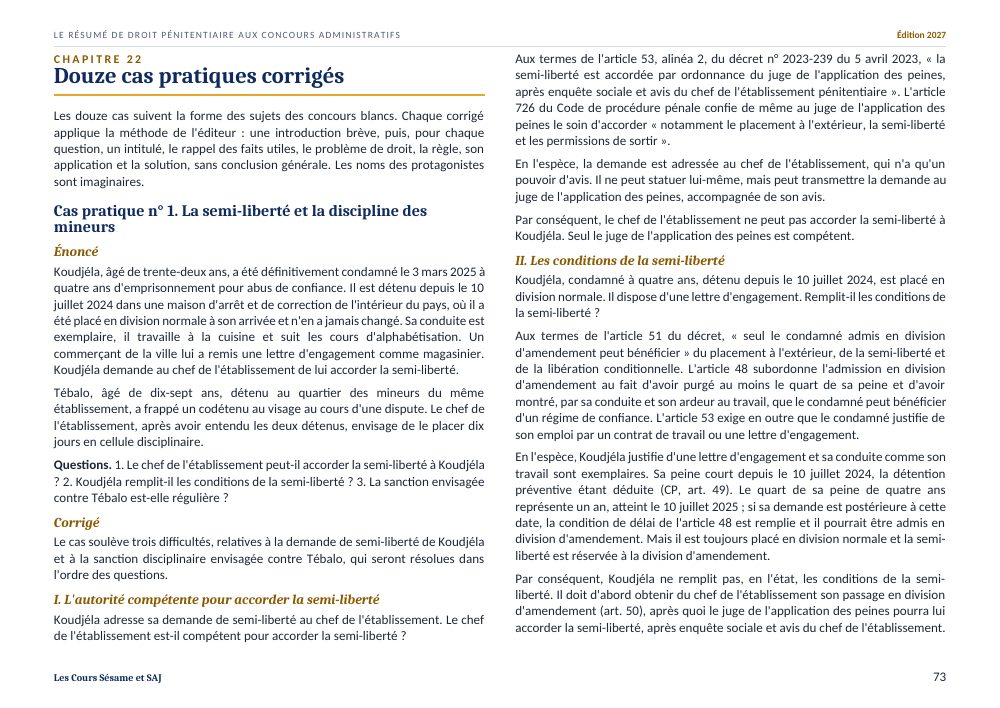 LE RÉSUMÉ DE DROIT PÉNITENTIAIRE AUX CONCOURS ADMINISTRATIFS
Édition 2027
CHAPITRE 22
Douze cas pratiques corrigés
Les douze cas suivent la forme des sujets des concours blancs. Chaque corrigé
applique la méthode de l'éditeur : une introduction brève, puis, pour chaque
question, un intitulé, le rappel des faits utiles, le problème de droit, la règle, son
application et la solution, sans conclusion générale. Les noms des protagonistes
sont imaginaires.
Cas pratique n° 1. La semi-liberté et la discipline des
mineurs
Énoncé
Koudjéla, âgé de trente-deux ans, a été définitivement condamné le 3 mars 2025 à
quatre ans d'emprisonnement pour abus de confiance. Il est détenu depuis le 10
juillet 2024 dans une maison d'arrêt et de correction de l'intérieur du pays, où il a
été placé en division normale à son arrivée et n'en a jamais changé. Sa conduite est
exemplaire, il travaille à la cuisine et suit les cours d'alphabétisation. Un
commerçant de la ville lui a remis une lettre d'engagement comme magasinier.
Koudjéla demande au chef de l'établissement de lui accorder la semi-liberté.
Tébalo, âgé de dix-sept ans, détenu au quartier des mineurs du même
établissement, a frappé un codétenu au visage au cours d'une dispute. Le chef de
l'établissement, après avoir entendu les deux détenus, envisage de le placer dix
jours en cellule disciplinaire.
Questions. 1. Le chef de l'établissement peut-il accorder la semi-liberté à Koudjéla
? 2. Koudjéla remplit-il les conditions de la semi-liberté ? 3. La sanction envisagée
contre Tébalo est-elle régulière ?
Corrigé
Le cas soulève trois difficultés, relatives à la demande de semi-liberté de Koudjéla
et à la sanction disciplinaire envisagée contre Tébalo, qui seront résolues dans
l'ordre des questions.
I. L'autorité compétente pour accorder la semi-liberté
Koudjéla adresse sa demande de semi-liberté au chef de l'établissement. Le chef
de l'établissement est-il compétent pour accorder la semi-liberté ?
Aux termes de l'article 53, alinéa 2, du décret n° 2023-239 du 5 avril 2023, « la
semi-liberté est accordée par ordonnance du juge de l'application des peines,
après enquête sociale et avis du chef de l'établissement pénitentiaire ». L'article
726 du Code de procédure pénale confie de même au juge de l'application des
peines le soin d'accorder « notamment le placement à l'extérieur, la semi-liberté
et les permissions de sortir ».
En l'espèce, la demande est adressée au chef de l'établissement, qui n'a qu'un
pouvoir d'avis. Il ne peut statuer lui-même, mais peut transmettre la demande au
juge de l'application des peines, accompagnée de son avis.
Par conséquent, le chef de l'établissement ne peut pas accorder la semi-liberté à
Koudjéla. Seul le juge de l'application des peines est compétent.
II. Les conditions de la semi-liberté
Koudjéla, condamné à quatre ans, détenu depuis le 10 juillet 2024, est placé en
division normale. Il dispose d'une lettre d'engagement. Remplit-il les conditions de
la semi-liberté ?
Aux termes de l'article 51 du décret, « seul le condamné admis en division
d'amendement peut bénéficier » du placement à l'extérieur, de la semi-liberté et
de la libération conditionnelle. L'article 48 subordonne l'admission en division
d'amendement au fait d'avoir purgé au moins le quart de sa peine et d'avoir
montré, par sa conduite et son ardeur au travail, que le condamné peut bénéficier
d'un régime de confiance. L'article 53 exige en outre que le condamné justifie de
son emploi par un contrat de travail ou une lettre d'engagement.
En l'espèce, Koudjéla justifie d'une lettre d'engagement et sa conduite comme son
travail sont exemplaires. Sa peine court depuis le 10 juillet 2024, la détention
préventive étant déduite (CP, art. 49). Le quart de sa peine de quatre ans
représente un an, atteint le 10 juillet 2025 ; si sa demande est postérieure à cette
date, la condition de délai de l'article 48 est remplie et il pourrait être admis en
division d'amendement. Mais il est toujours placé en division normale et la semi-
liberté est réservée à la division d'amendement.
Par conséquent, Koudjéla ne remplit pas, en l'état, les conditions de la semi-
liberté. Il doit d'abord obtenir du chef de l'établissement son passage en division
d'amendement (art. 50), après quoi le juge de l'application des peines pourra lui
accorder la semi-liberté, après enquête sociale et avis du chef de l'établissement.
Les Cours Sésame et SAJ
73